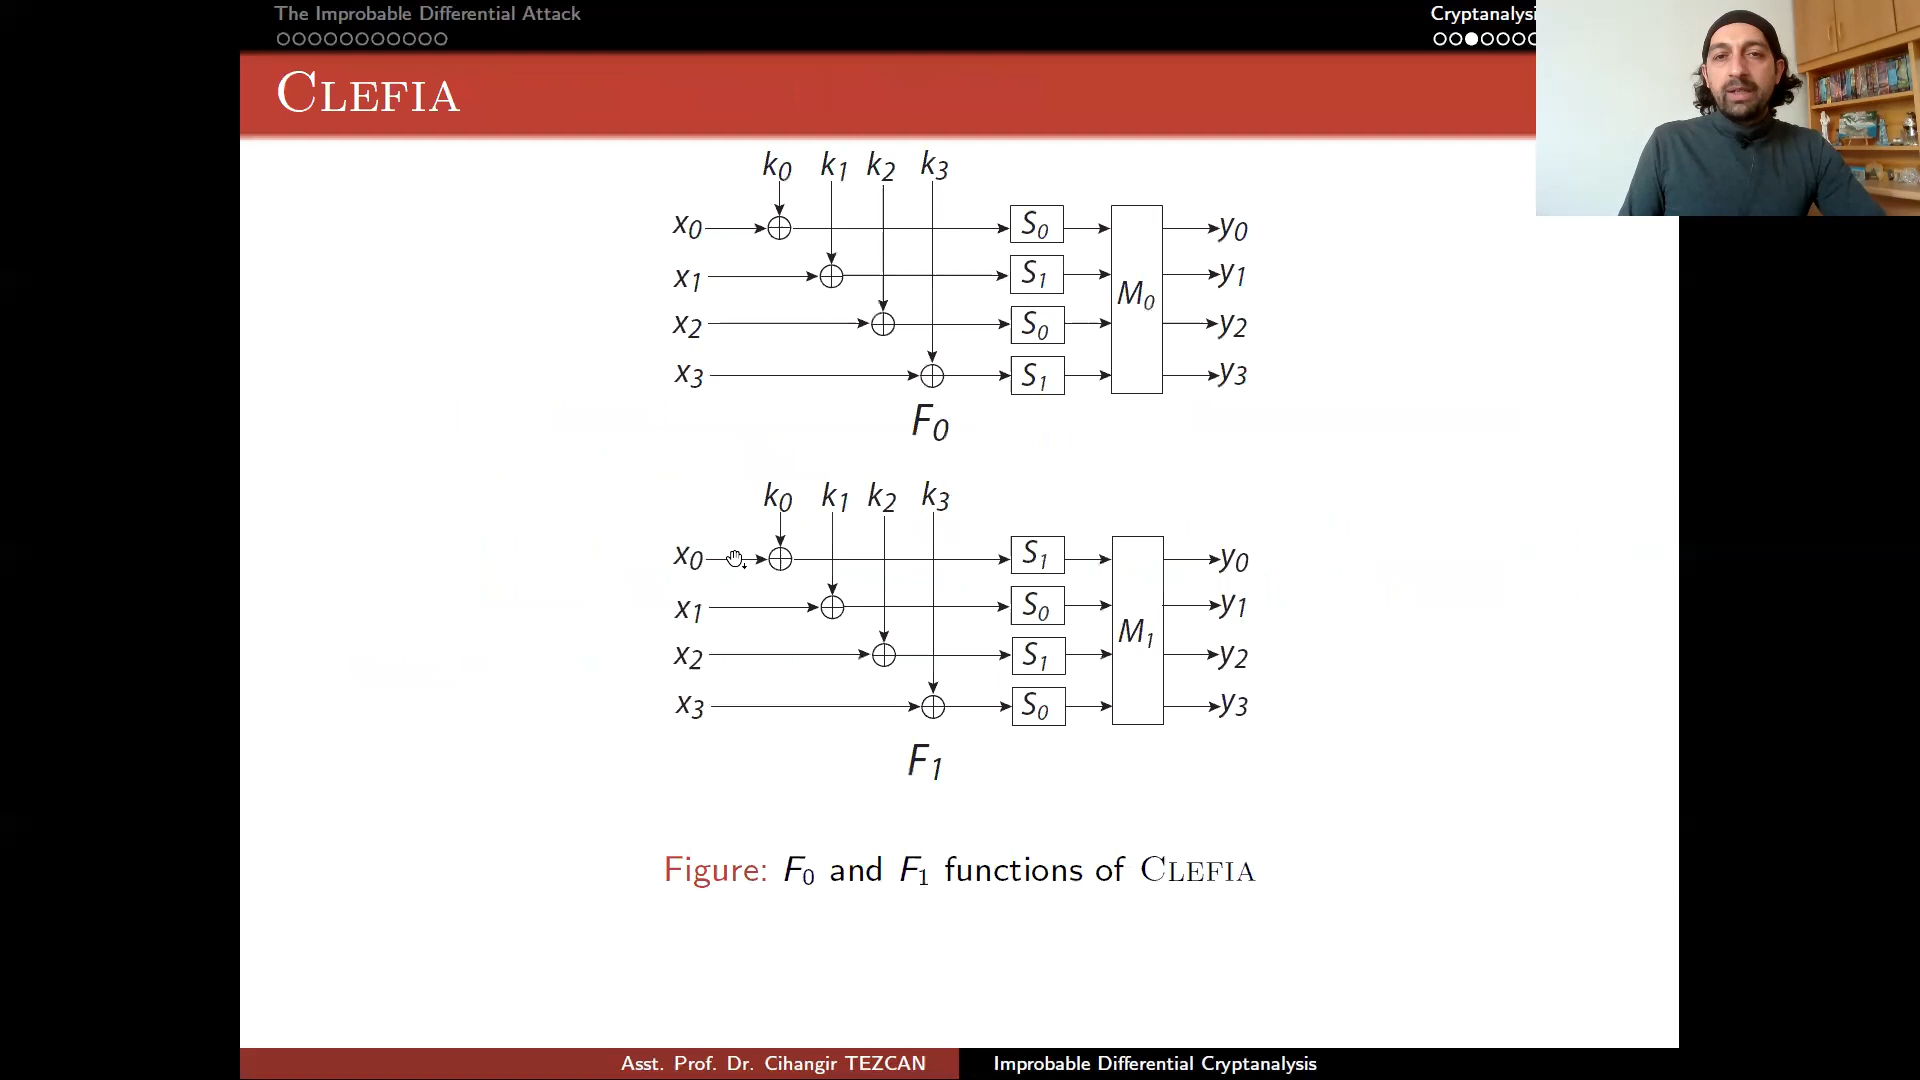 The Improbable Differential Attack
Cryptanalysi
CLEFIA
k0 k1 k2 k3
x0 S0 y0
x1 S1 y1
M0
x2 S0 y2
x3 S1 y3
F0
k0 k1 k2 k3
x0 S1 y0
x1 S0 y1
M1
x2 S1 y2
x3 S0 y3
F1
Figure: F0 and F1 functions of CLEFIA
Asst. Prof. Dr. Cihangir TEZCAN
Improbable Differential Cryptanalysis